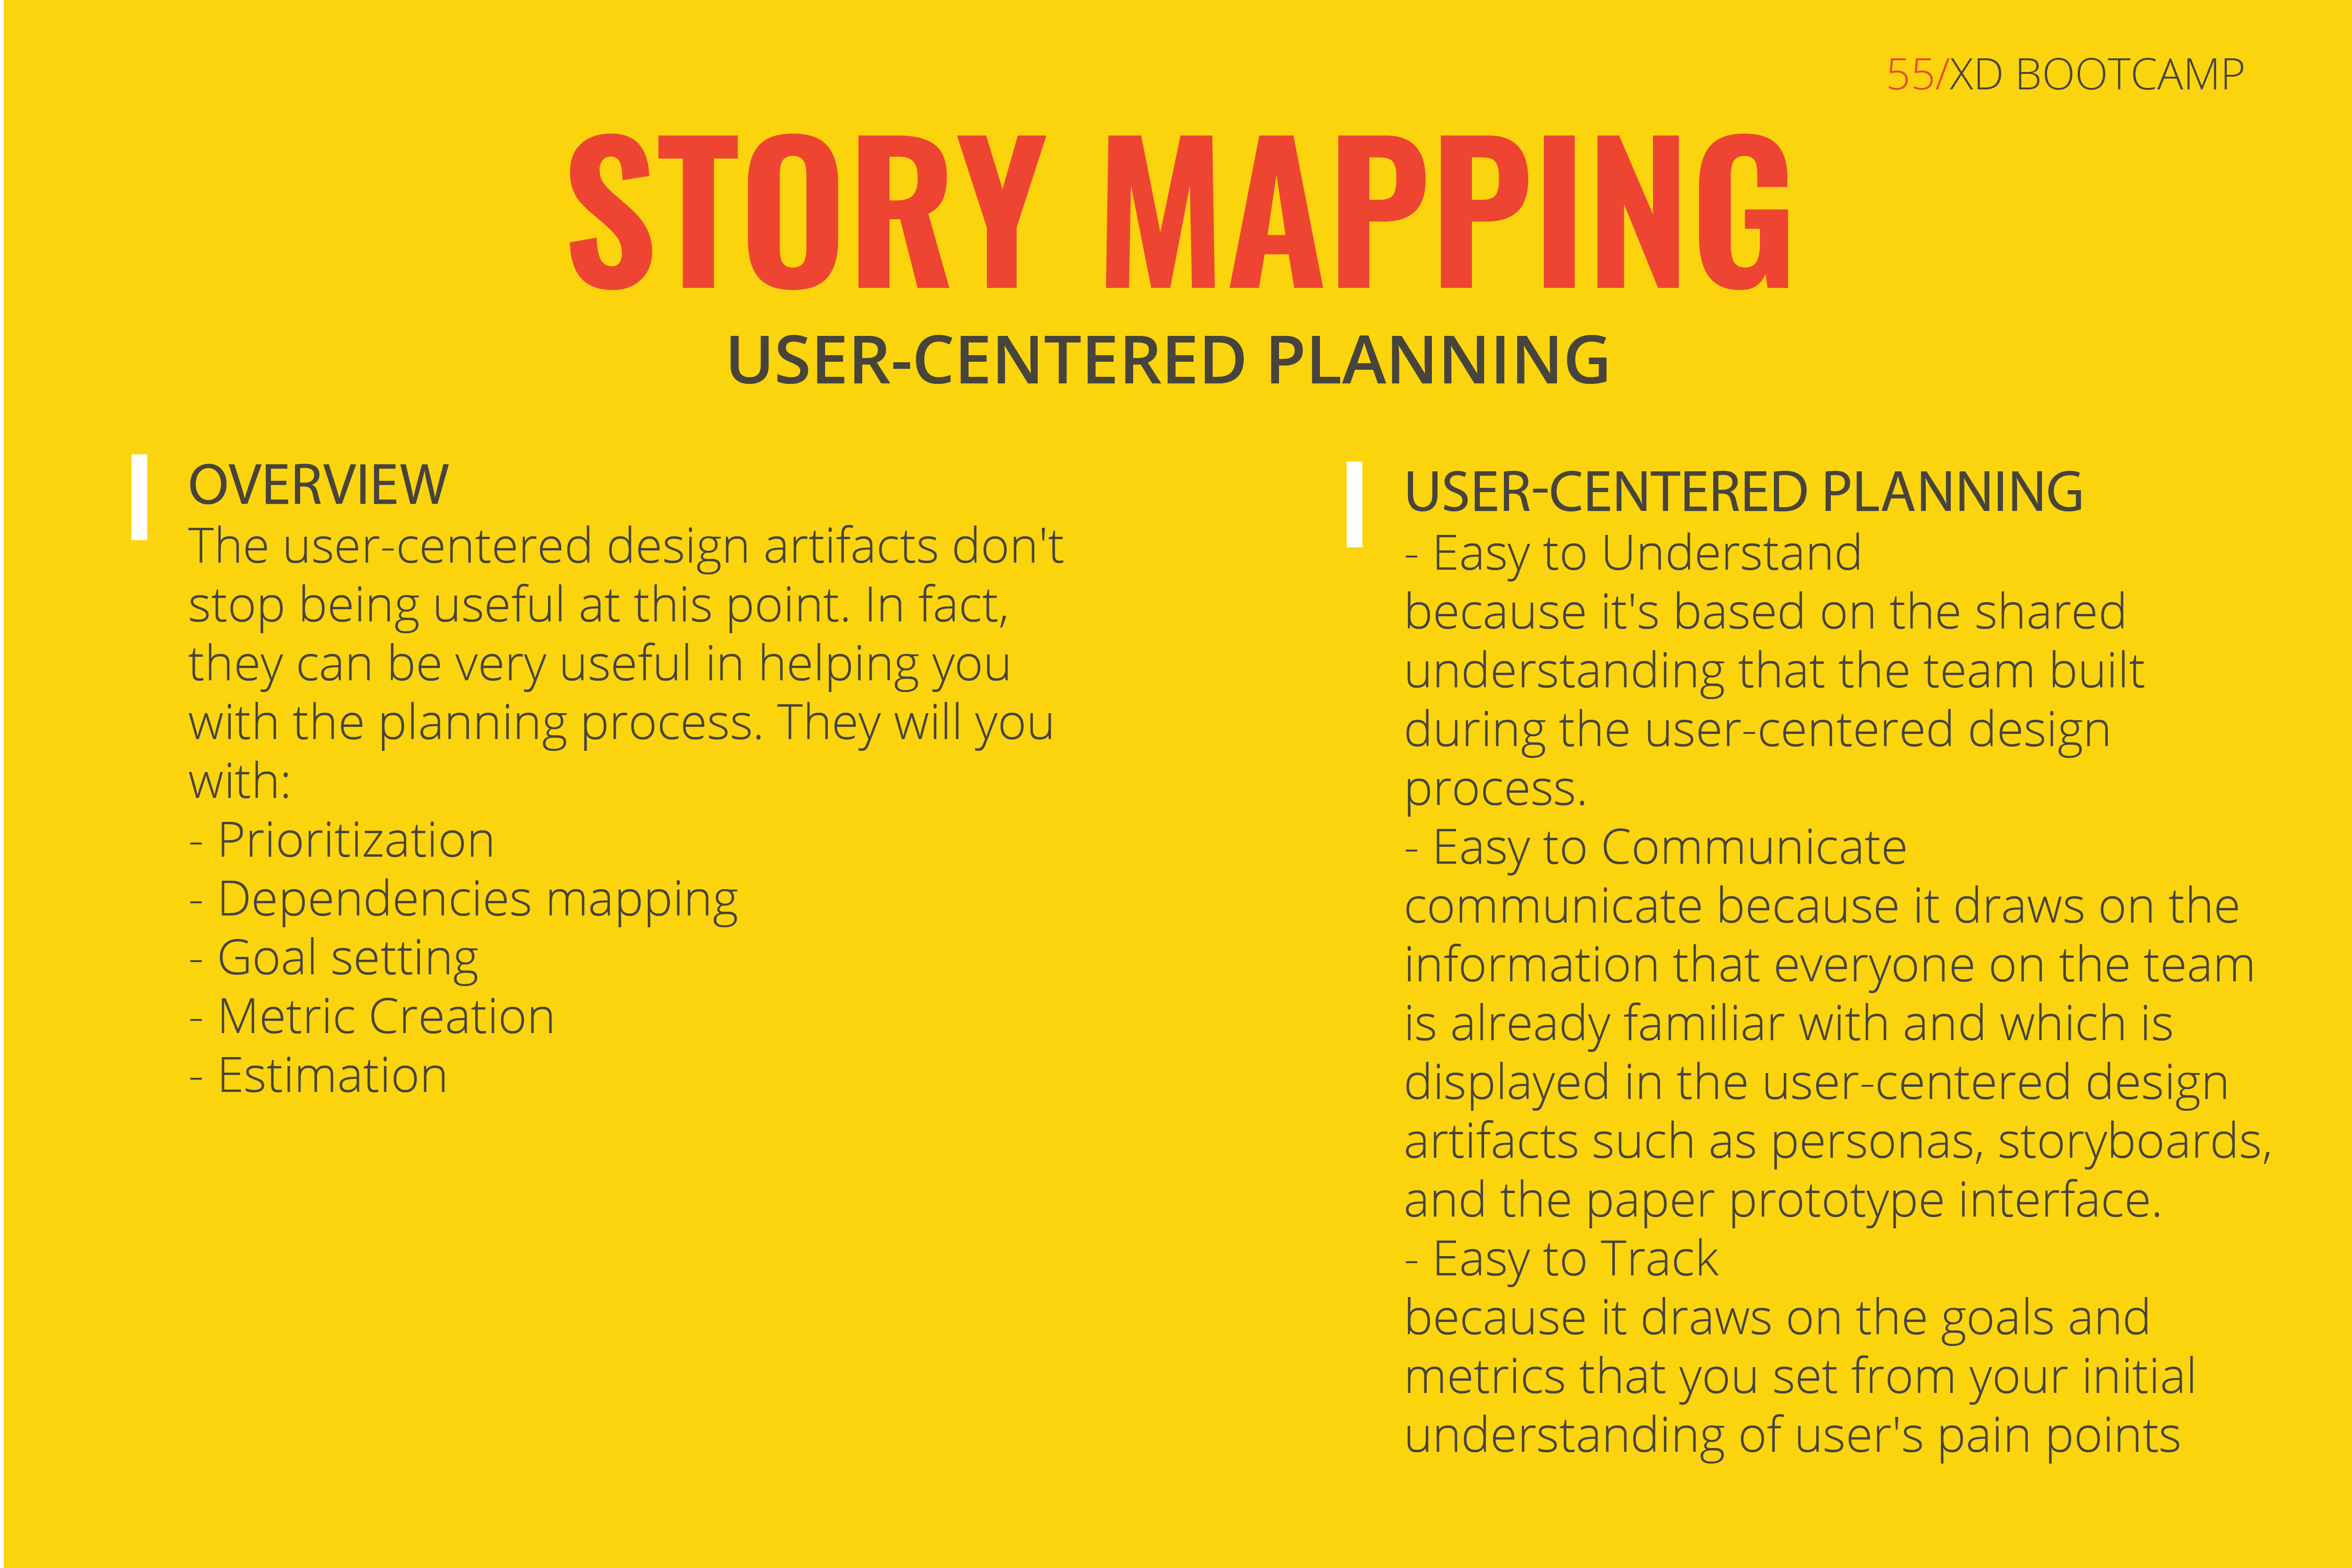 55/XD BOOTCAMP
STORY MAPPING
USER-CENTERED PLANNING
OVERVIEW
The user-centered design artifacts don't
stop being useful at this point. In fact,
they can be very useful in helping you
with the planning process. They will you
with:
- Prioritization
- Dependencies mapping
- Goal setting
- Metric Creation
- Estimation
USER-CENTERED PLANNING
- Easy to Understand
because it's based on the shared
understanding that the team built
during the user-centered design
process.
- Easy to Communicate
communicate because it draws on the
information that everyone on the team
is already familiar with and which is
displayed in the user-centered design
artifacts such as personas, storyboards,
and the paper prototype interface.
- Easy to Track
because it draws on the goals and
metrics that you set from your initial
understanding of user's pain points